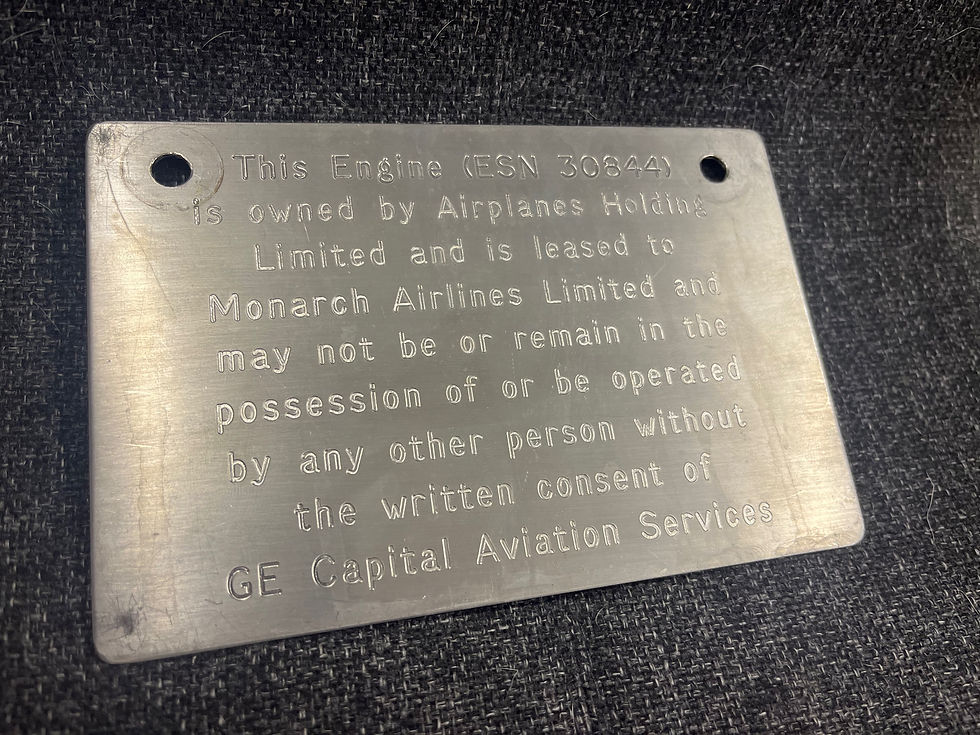 This Engine (ESN 30844)
is owned by Airplanes Holding
Limited and is leased to
Monarch Airlines Limited and
may not be or remain in the
possession of or be operated
by any other person without
the written consent of
GE Capital Aviation Services